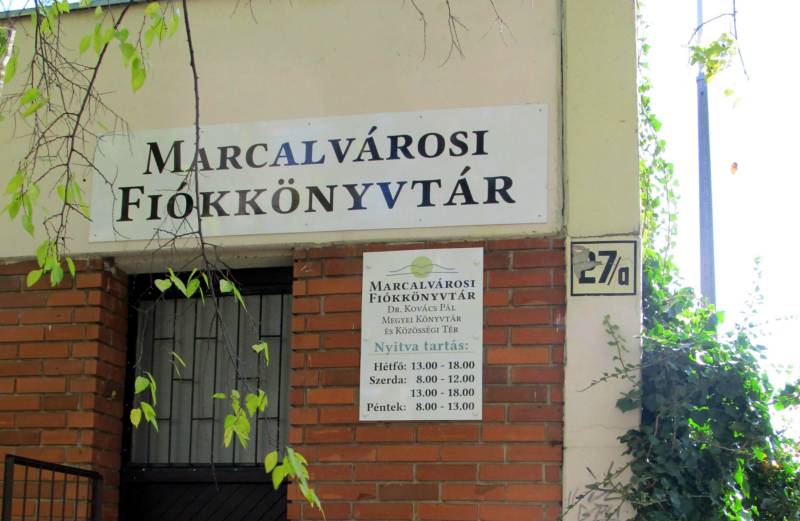 MARCALVÁROSI
FIÓKKÖNYVTÁR
27/a
MARCALVÁROSI
FIÓKKÖNYVTÁR
DR. KOVÁCS PÁL
MEGYEI KÖNYVTÁR
ÉS KÖZÖSSÉGI TÉR
Nyitva tartás:
Hétfő: 13.00 - 18.00
Szerda: 8.00 - 12.00
13.00 - 18.00
Péntek: 8.00 - 13.00